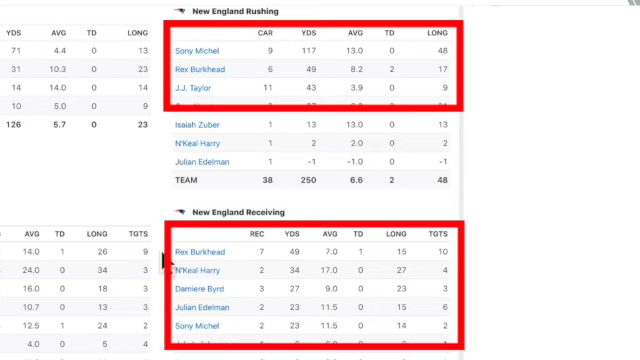 New England Rushing
YDS AVG TD LONG CAR YDS AVG TD LONG
71 4.4 0 13 Sony Michel 9 117 13.0 0 48
31 10.3 0 23 Rex Burkhead 6 49 8.2 2 17
14 14.0 0 14 J.J. Taylor 11 43 3.9 0 9
10 5.0 0 9
126 5.7 0 23 Isaiah Zuber 1 13 13.0 0 13
N'Keal Harry 1 2 2.0 0 2
Julian Edelman 1 -1 -1.0 0 -1
TEAM 38 250 6.6 2 48
New England Receiving
AVG TD LONG TGTS REC YDS AVG TD LONG TGTS
14.0 1 26 9 Rex Burkhead 7 49 7.0 1 15 10
24.0 0 34 3 N'Keal Harry 2 34 17.0 0 27 4
16.0 0 18 3 Damiere Byrd 3 27 9.0 0 23 3
10.7 0 13 3 Julian Edelman 2 23 11.5 0 15 6
12.5 1 24 2 Sony Michel 2 23 11.5 0 14 2
4.0 0 5 4